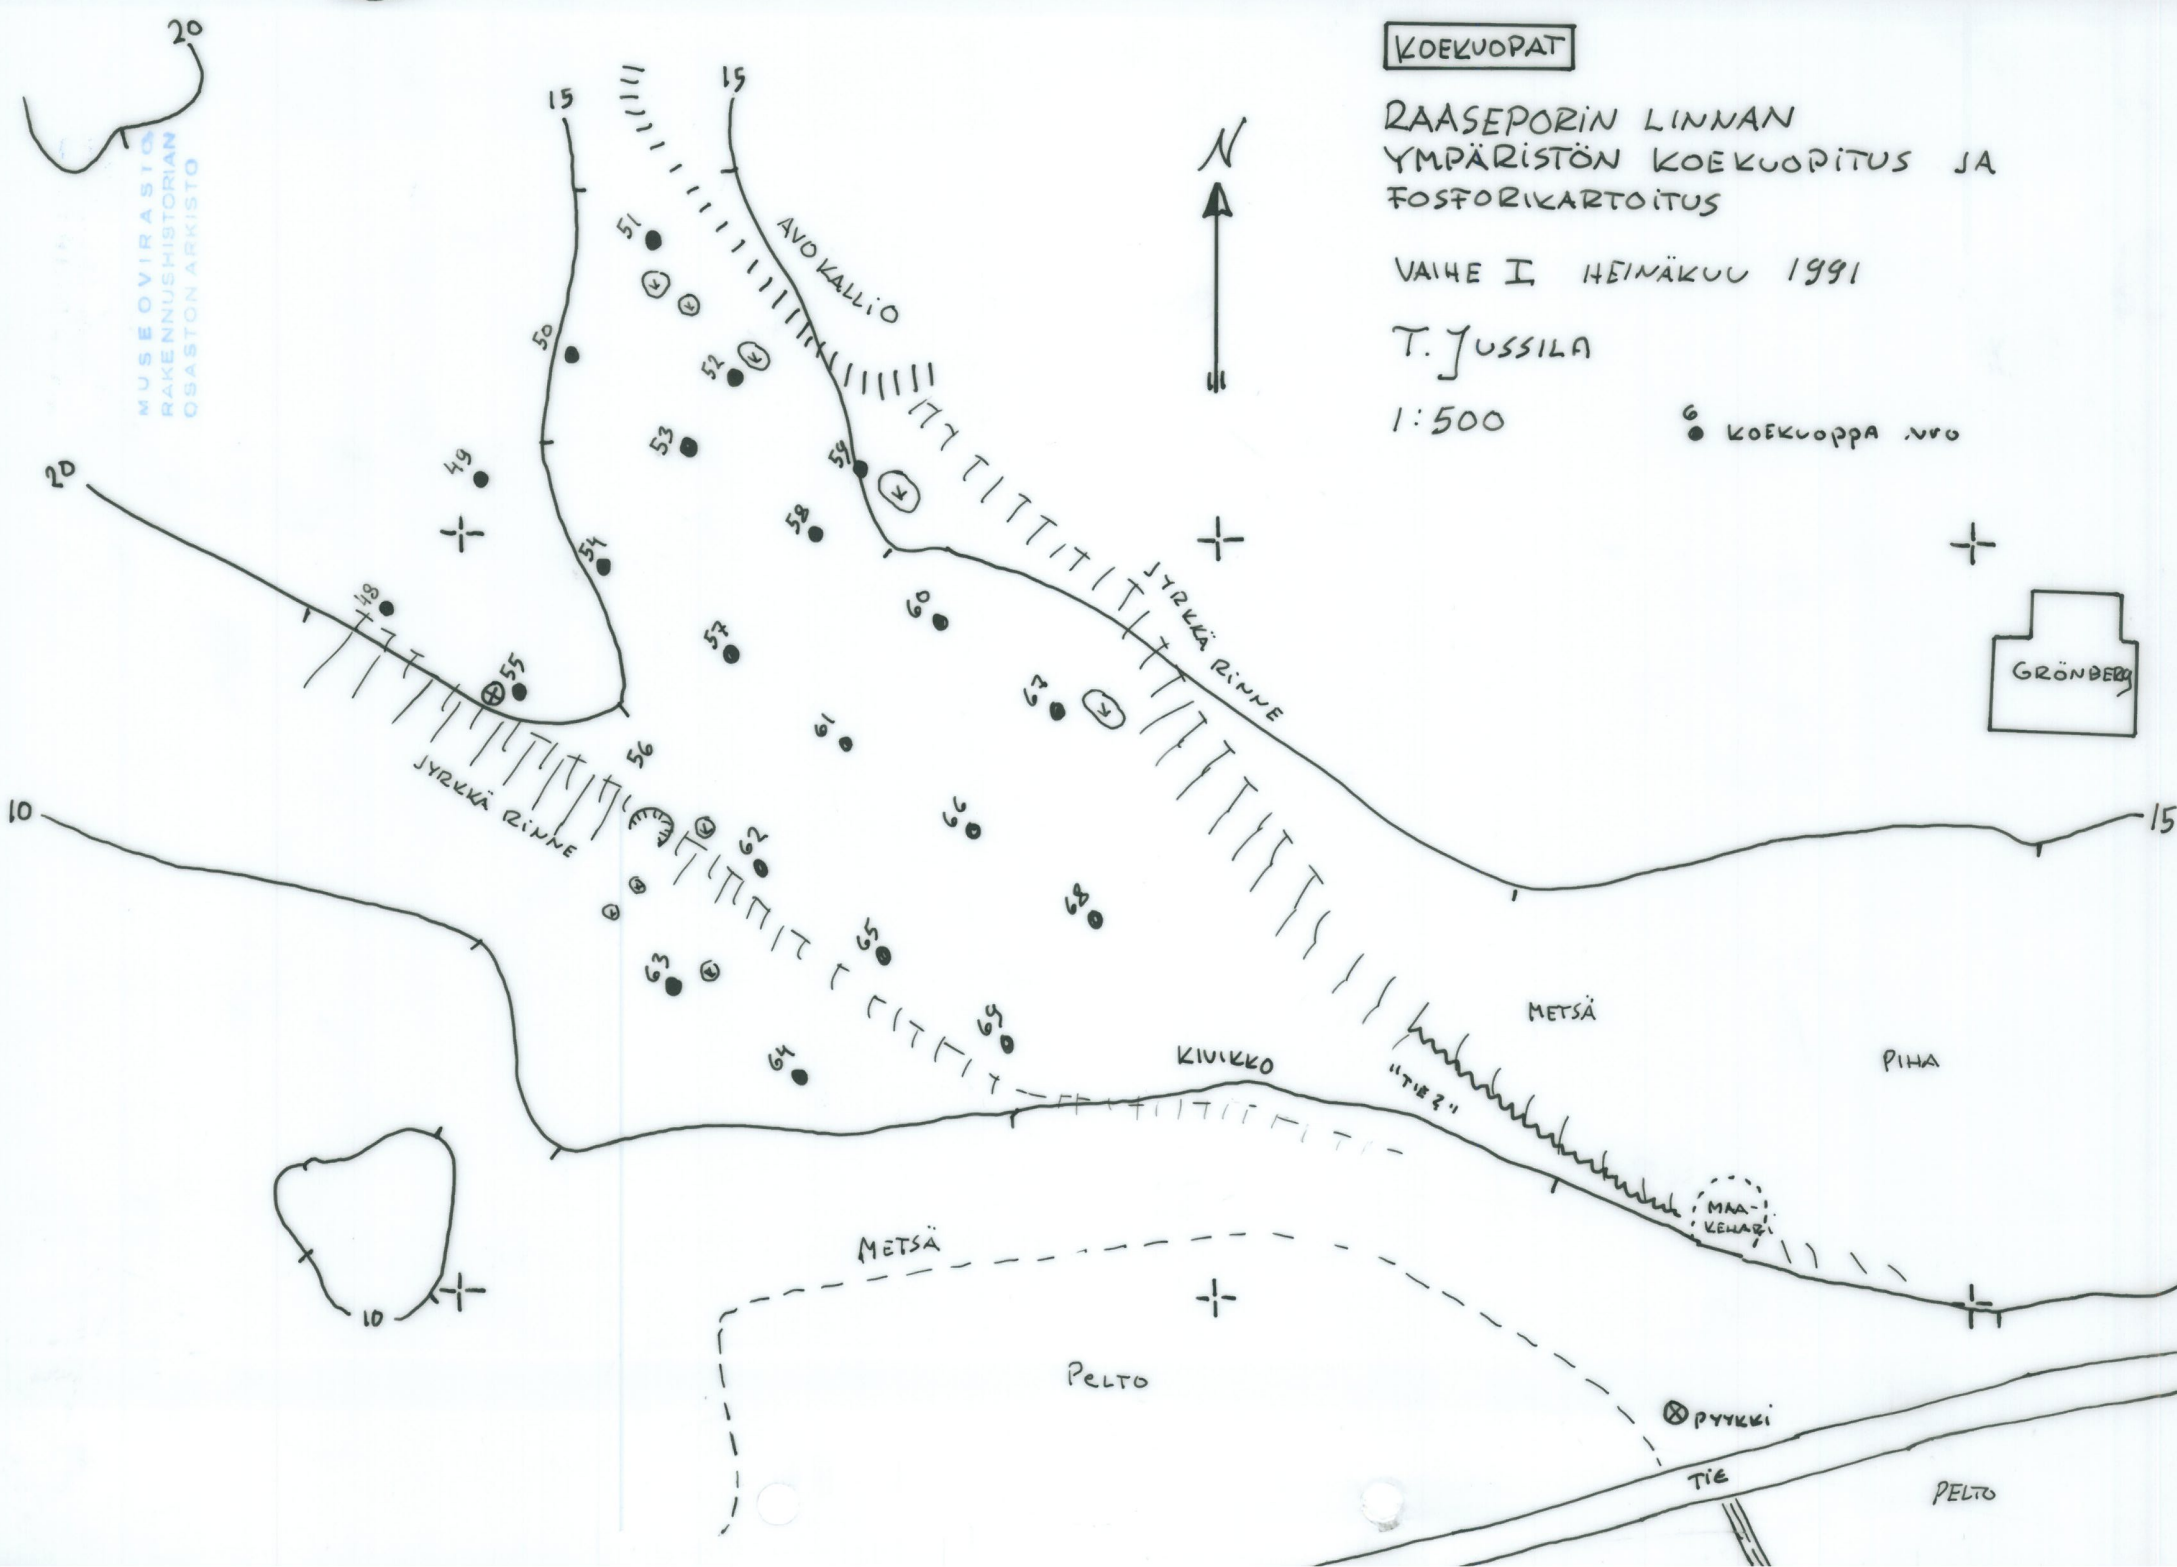 KOEKUOPAT
RAASEPORIN LINNAN
YMPÄRISTÖN KOEKUOPITUS JA
FOSFORIKARTOITUS
VAIHE I HEINÄKUU 1991
T. JUSSILA
1:500
6
KOEKUOPPA .nro
N
20
15
15
MUSEOVIRASTO
RAKENNUSHISTORIAN
OSASTON ARKISTO
AVOKALLIO
51
K
K
50
52
K
53
49
59
K
20
58
54
48
60
JYRKKÄ RINNE
57
55
67
K
GRÖNBERG
61
56
JYRKKÄ RINNE
10
15
66
K
62
K
K
68
65
63
K
69
64
METSÄ
PIHA
KIVIKKO
"TIE?"
MAA-
KELLARI
METSÄ
10
PELTO
PYYKKI
TIE
PELTO